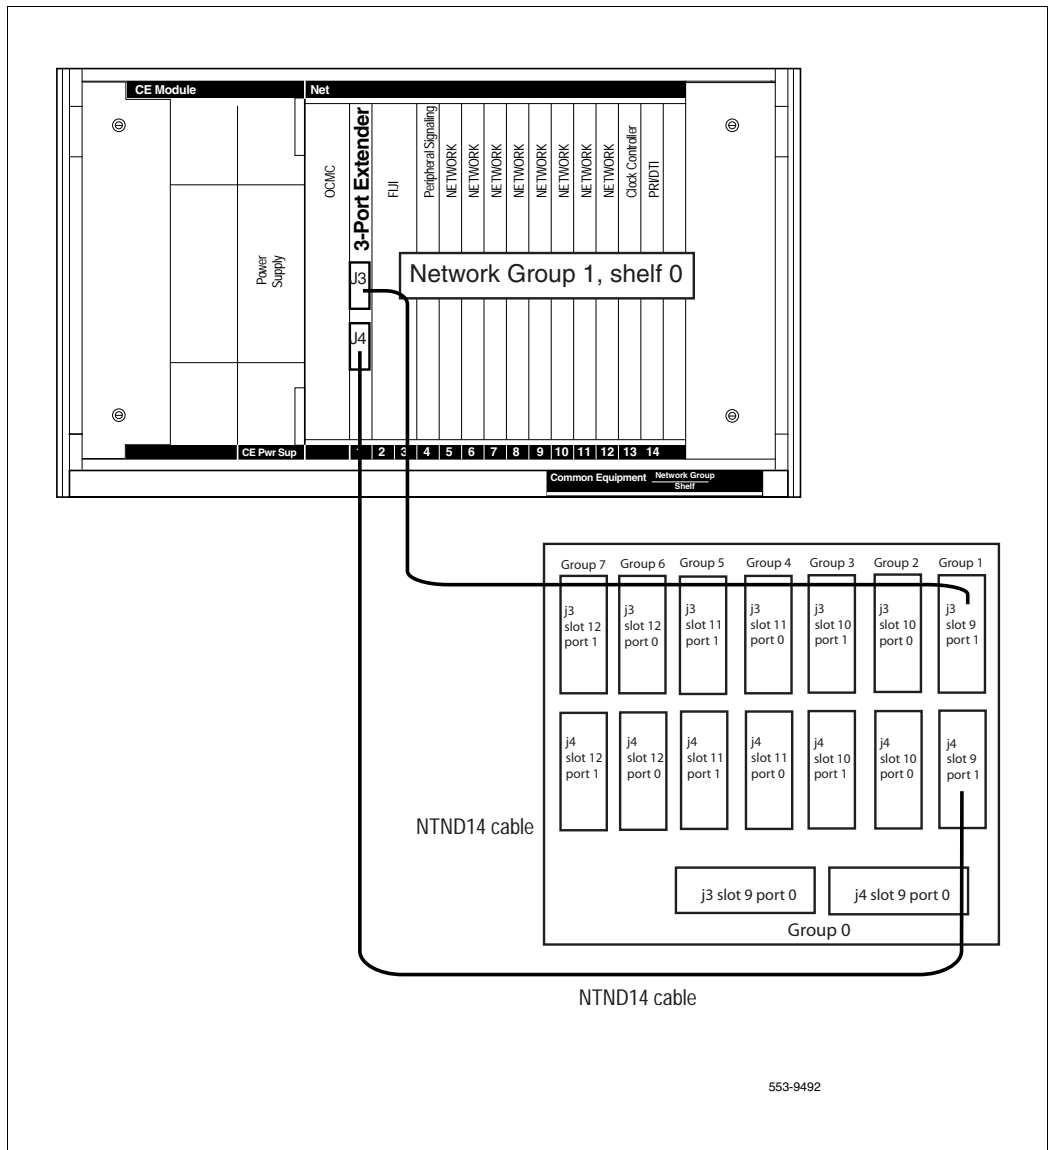 CE Module
Net
OCMC
3-Port Extender
FIJI
Peripheral Signaling
NETWORK
NETWORK
NETWORK
NETWORK
NETWORK
NETWORK
NETWORK
NETWORK
Clock Controller
PRI/DTI
Power
Supply
J3
Network Group 1, shelf 0
J4
CE Pwr Sup
1 2 3 4 5 6 7 8 9 10 11 12 13 14
Common Equipment
Network Group
Shelf
Group 7 Group 6 Group 5 Group 4 Group 3 Group 2 Group 1
j3
slot 12
port 1
j3
slot 12
port 0
j3
slot 11
port 1
j3
slot 11
port 0
j3
slot 10
port 1
j3
slot 10
port 0
j3
slot 9
port 1
j4
slot 12
port 1
j4
slot 12
port 0
j4
slot 11
port 1
j4
slot 11
port 0
j4
slot 10
port 1
j4
slot 10
port 0
j4
slot 9
port 1
NTND14 cable
j3 slot 9 port 0
j4 slot 9 port 0
Group 0
NTND14 cable
553-9492